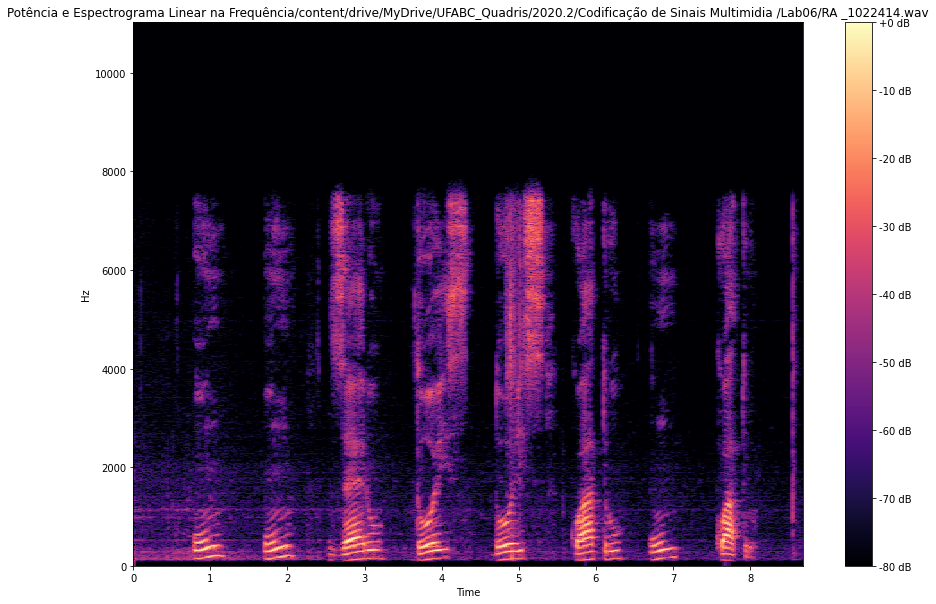 Potência e Espectrograma Linear na Frequência/content/drive/MyDrive/UFABC_Quadris/2020.2/Codificação de Sinais Multimidia /Lab06/RA _1022414.wav
+0 dB
10000
-10 dB
-20 dB
8000
-30 dB
6000
Hz
-40 dB
4000
-50 dB
-60 dB
2000
-70 dB
0
-80 dB
0 1 2 3 4 5 6 7 8
Time